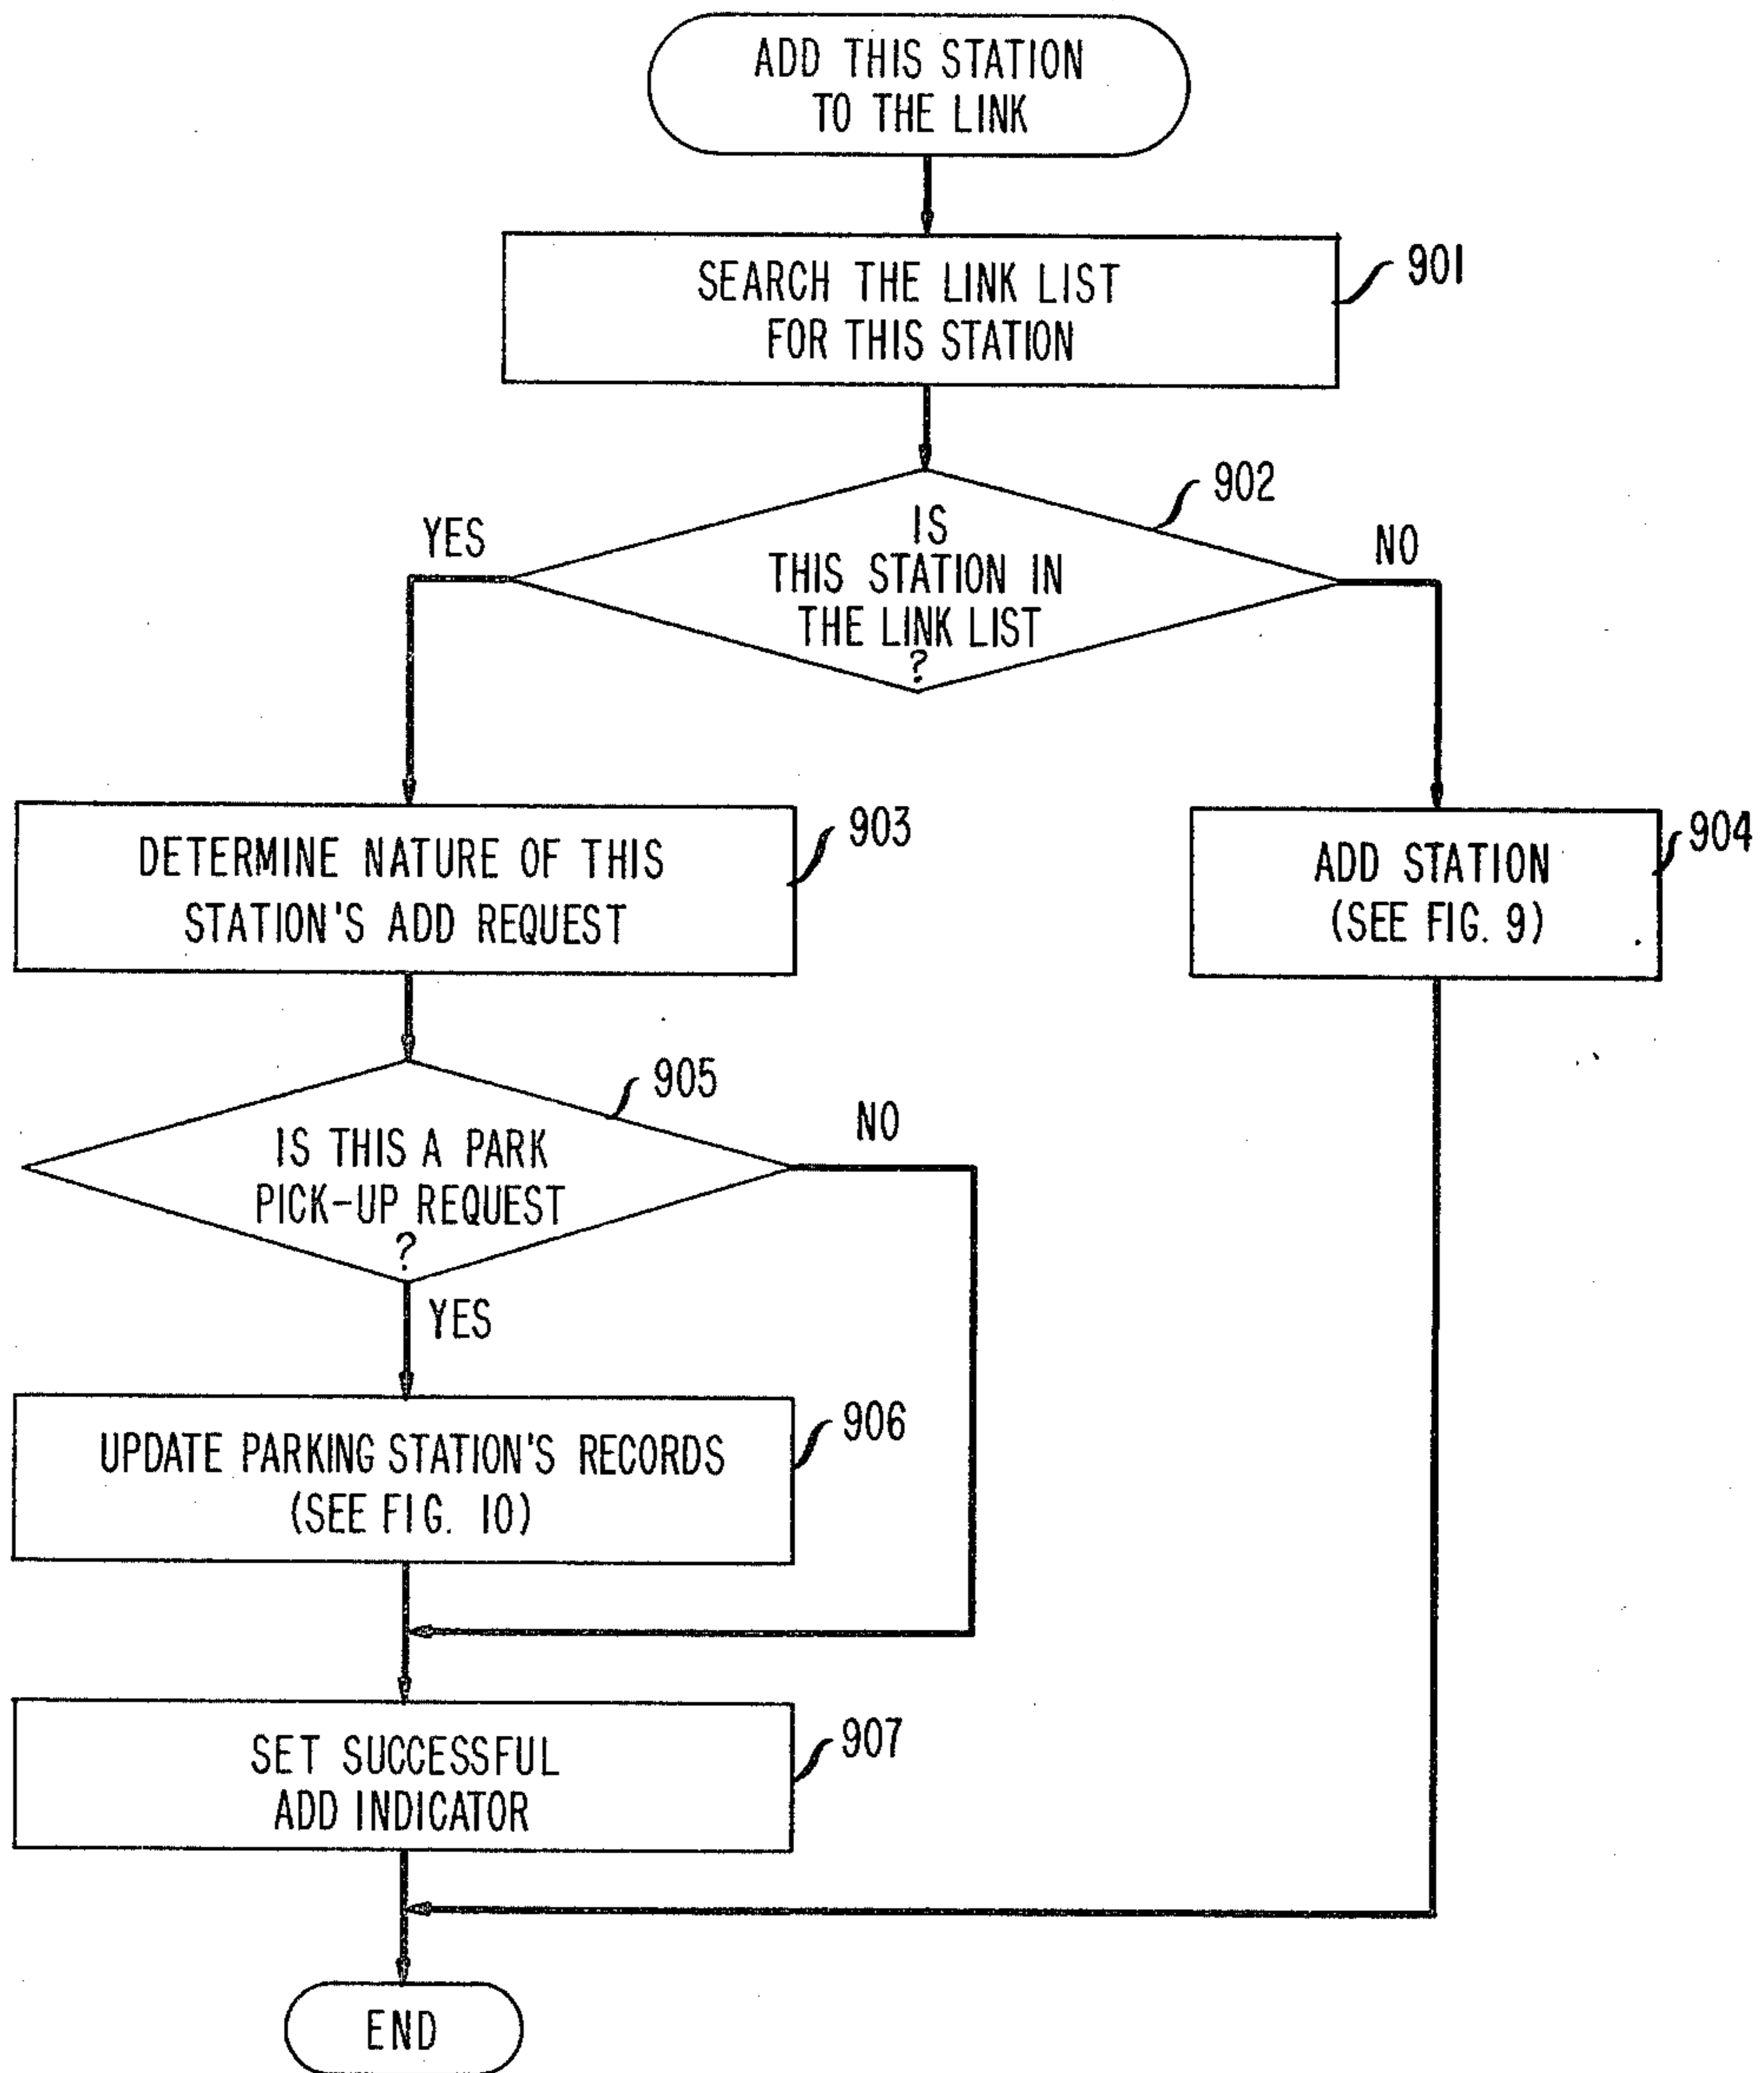 ADD THIS STATION
TO THE LINK
SEARCH THE LINK LIST
FOR THIS STATION
901
902
IS
THIS STATION IN
THE LINK LIST
?
YES
NO
DETERMINE NATURE OF THIS
STATION'S ADD REQUEST
903
ADD STATION
(SEE FIG. 9)
904
905
IS THIS A PARK
PICK-UP REQUEST
?
NO
YES
UPDATE PARKING STATION'S RECORDS
(SEE FIG. 10)
906
SET SUCCESSFUL
ADD INDICATOR
907
END